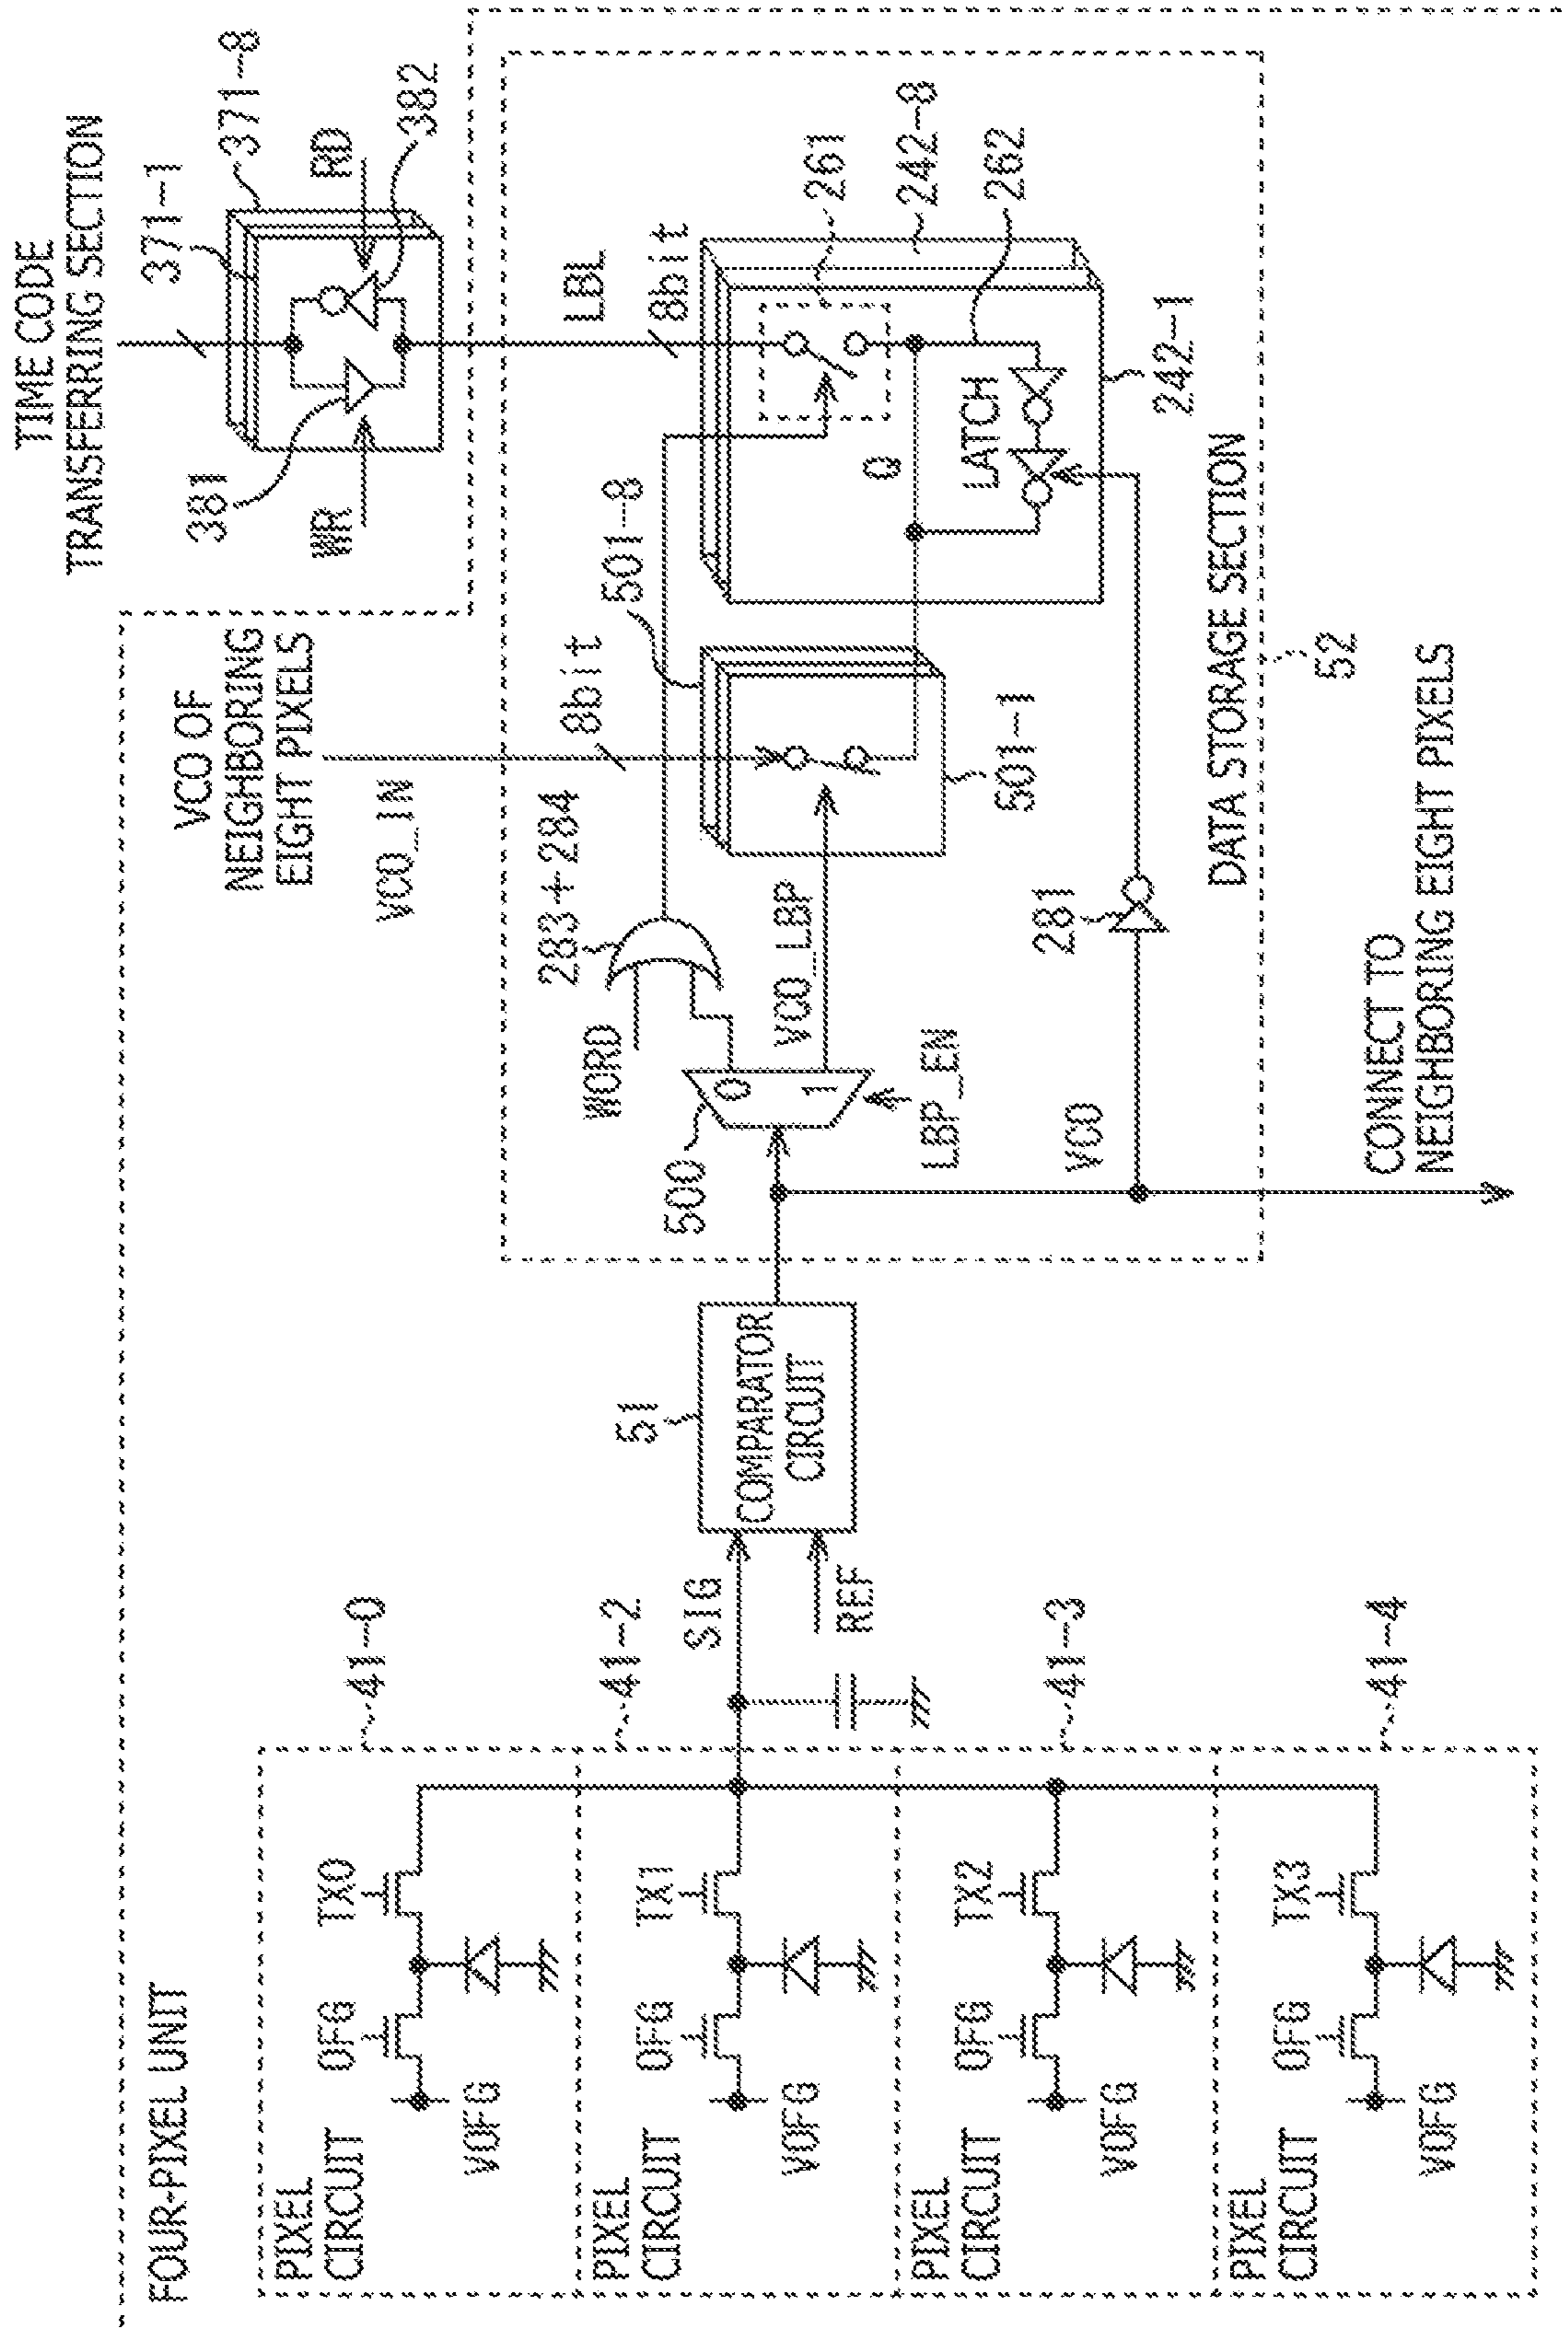 FOUR-PIXEL UNIT
PIXEL
CIRCUIT
OFG
TX0
VOFG
41-0
PIXEL
CIRCUIT
OFG
TX1
VOFG
41-2
PIXEL
CIRCUIT
OFG
TX2
VOFG
41-3
PIXEL
CIRCUIT
OFG
TX3
VOFG
41-4
SIG
REF
51
COMPARATOR
CIRCUIT
VCO OF
NEIGHBORING
EIGHT PIXELS
VCO_IN
8bit
500
0
1
LBP_EN
WORD
283+284
VCO_LBP
VCO
281
501-8
501-1
TIME CODE
TRANSFERRING SECTION
371-1
371-8
381
WR
RD
382
LBL
8bit
261
242-8
262
Q
LATCH
242-1
DATA STORAGE SECTION
52
CONNECT TO
NEIGHBORING EIGHT PIXELS